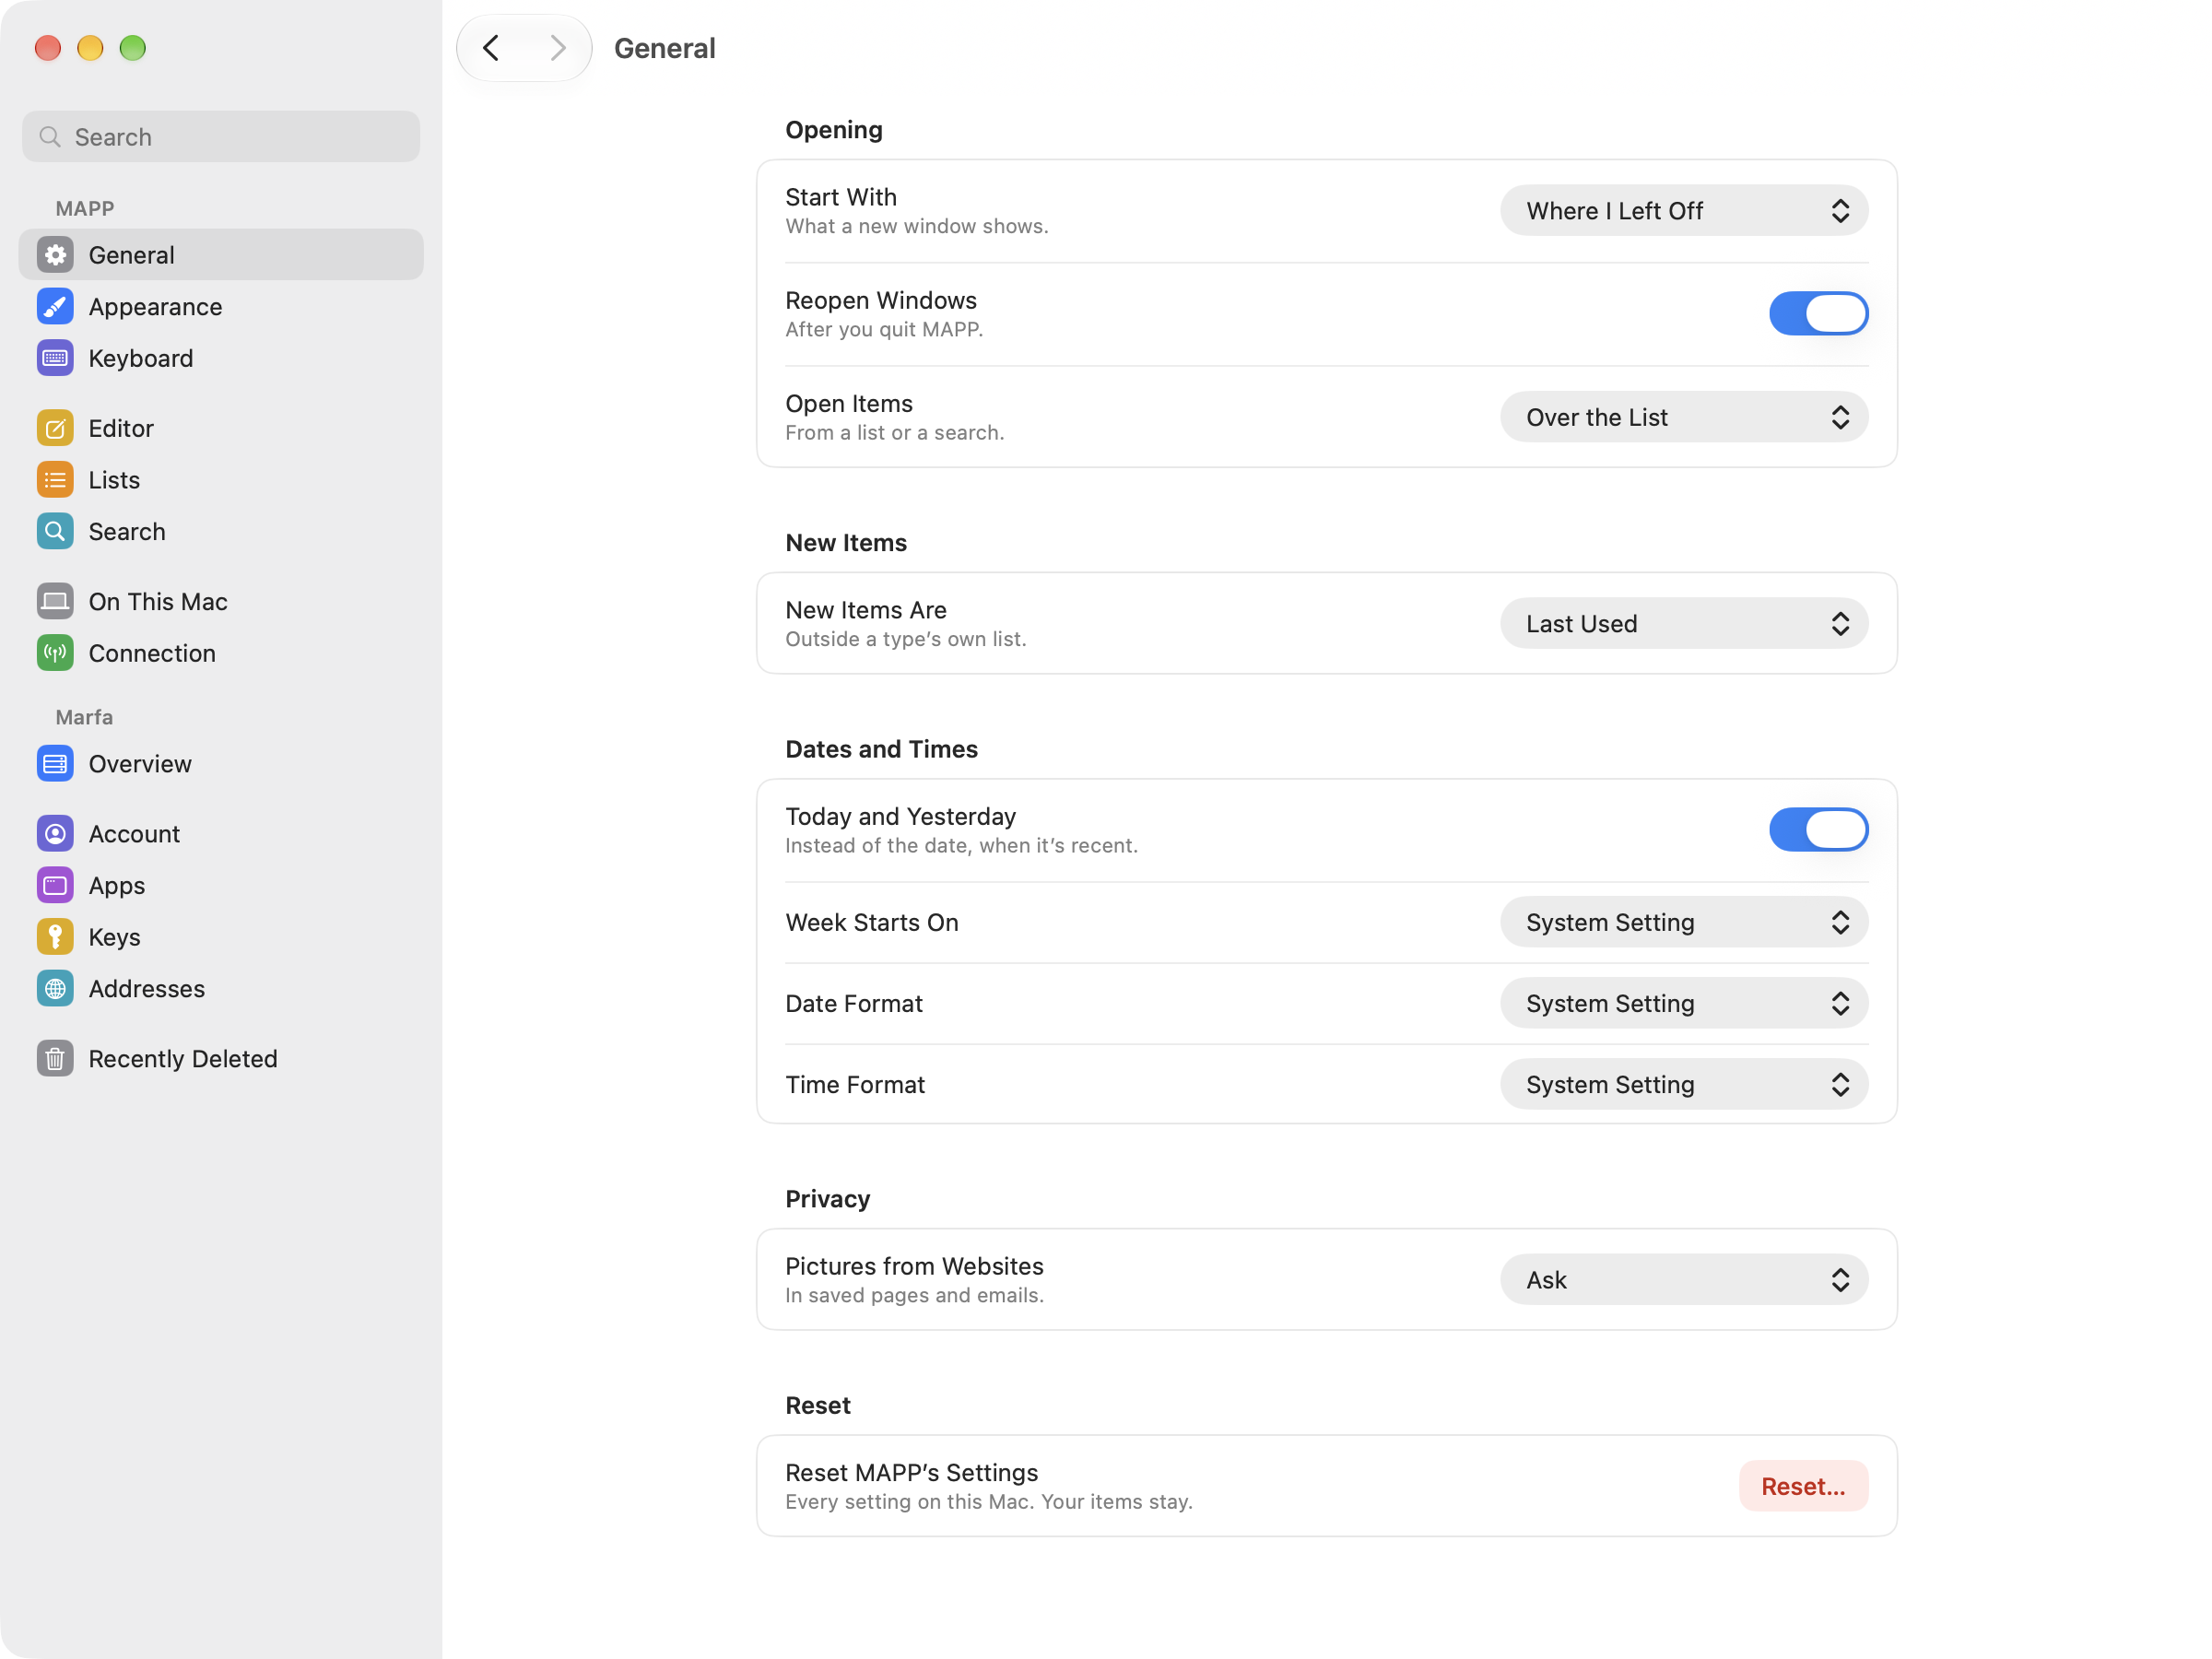 General
Search
MAPP
General
Appearance
Keyboard
Editor
Lists
Search
On This Mac
Connection
Marfa
Overview
Account
Apps
Keys
Addresses
Recently Deleted
Opening
Start With
What a new window shows.
Where I Left Off
Reopen Windows
After you quit MAPP.
Open Items
From a list or a search.
Over the List
New Items
New Items Are
Outside a type’s own list.
Last Used
Dates and Times
Today and Yesterday
Instead of the date, when it’s recent.
Week Starts On
System Setting
Date Format
System Setting
Time Format
System Setting
Privacy
Pictures from Websites
In saved pages and emails.
Ask
Reset
Reset MAPP’s Settings
Every setting on this Mac. Your items stay.
Reset...